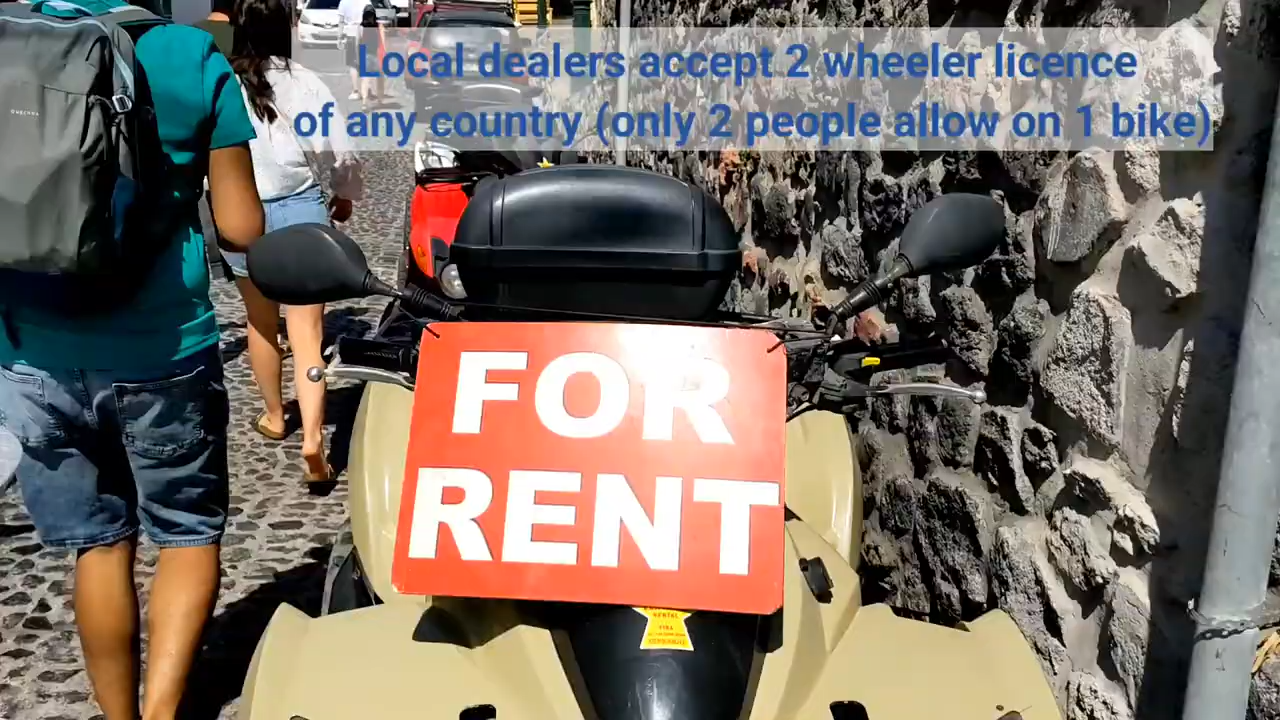 Local dealers accept 2 wheeler licence
of any country (only 2 people allow on 1 bike)
FOR
RENT